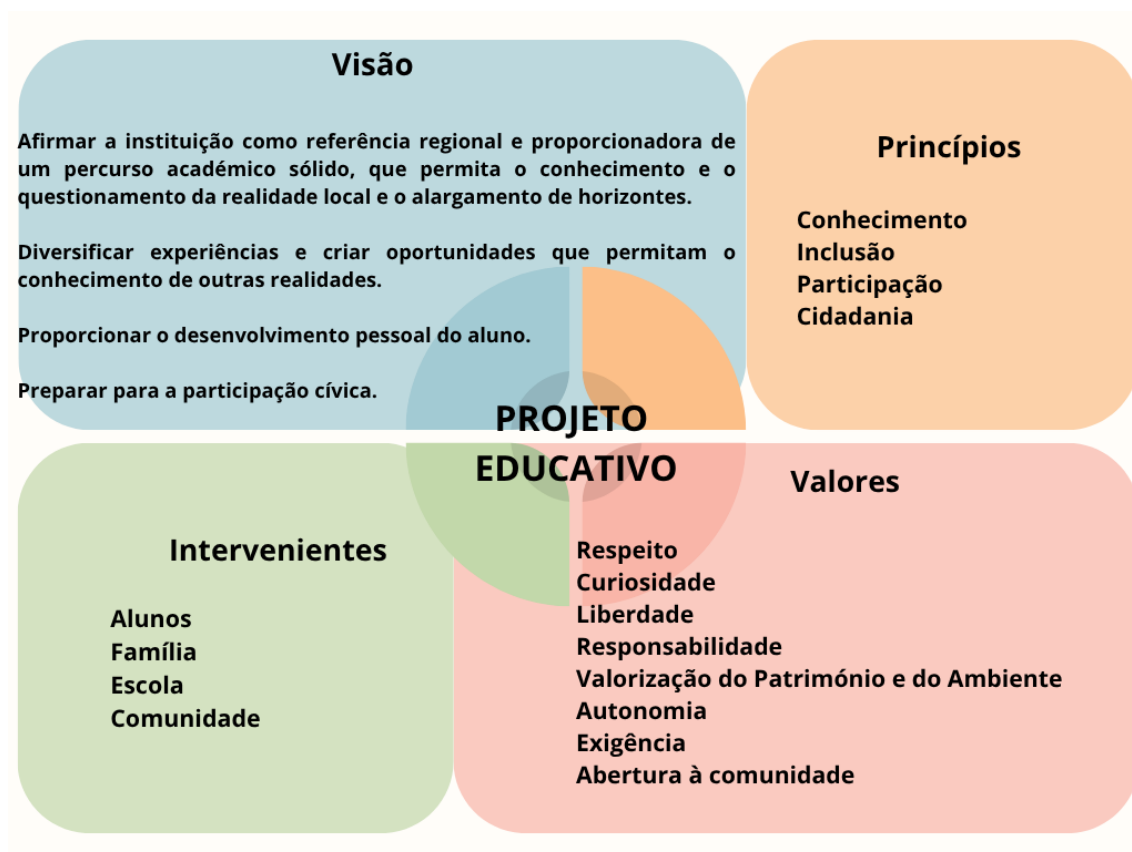 Visão
Afirmar a instituição como referência regional e proporcionadora de
um percurso académico sólido, que permita o conhecimento e o
questionamento da realidade local e o alargamento de horizontes.
Diversificar experiências e criar oportunidades que permitam o
conhecimento de outras realidades.
Proporcionar o desenvolvimento pessoal do aluno.
Preparar para a participação cívica.
Princípios
Conhecimento
Inclusão
Participação
Cidadania
PROJETO
EDUCATIVO
Intervenientes
Alunos
Família
Escola
Comunidade
Valores
Respeito
Curiosidade
Liberdade
Responsabilidade
Valorização do Património e do Ambiente
Autonomia
Exigência
Abertura à comunidade